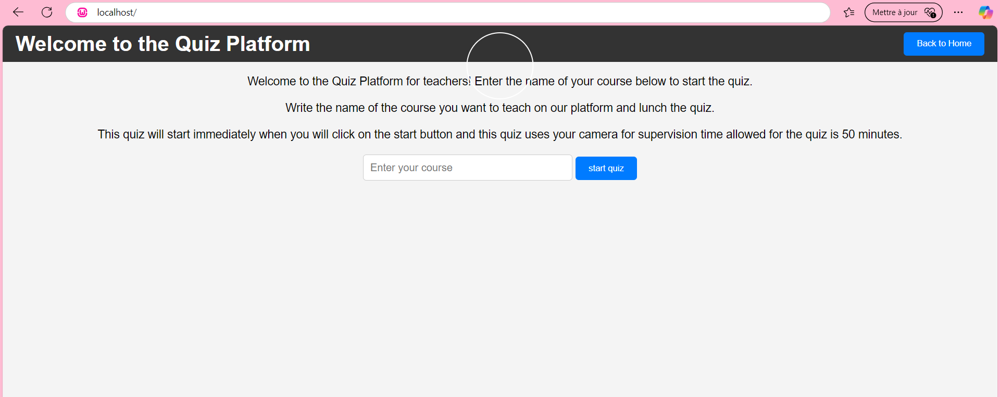 localhost/
Mettre à jour
Welcome to the Quiz Platform
Back to Home
Welcome to the Quiz Platform for teachers! Enter the name of your course below to start the quiz.
Write the name of the course you want to teach on our platform and lunch the quiz.
This quiz will start immediately when you will click on the start button and this quiz uses your camera for supervision time allowed for the quiz is 50 minutes.
Enter your course
start quiz